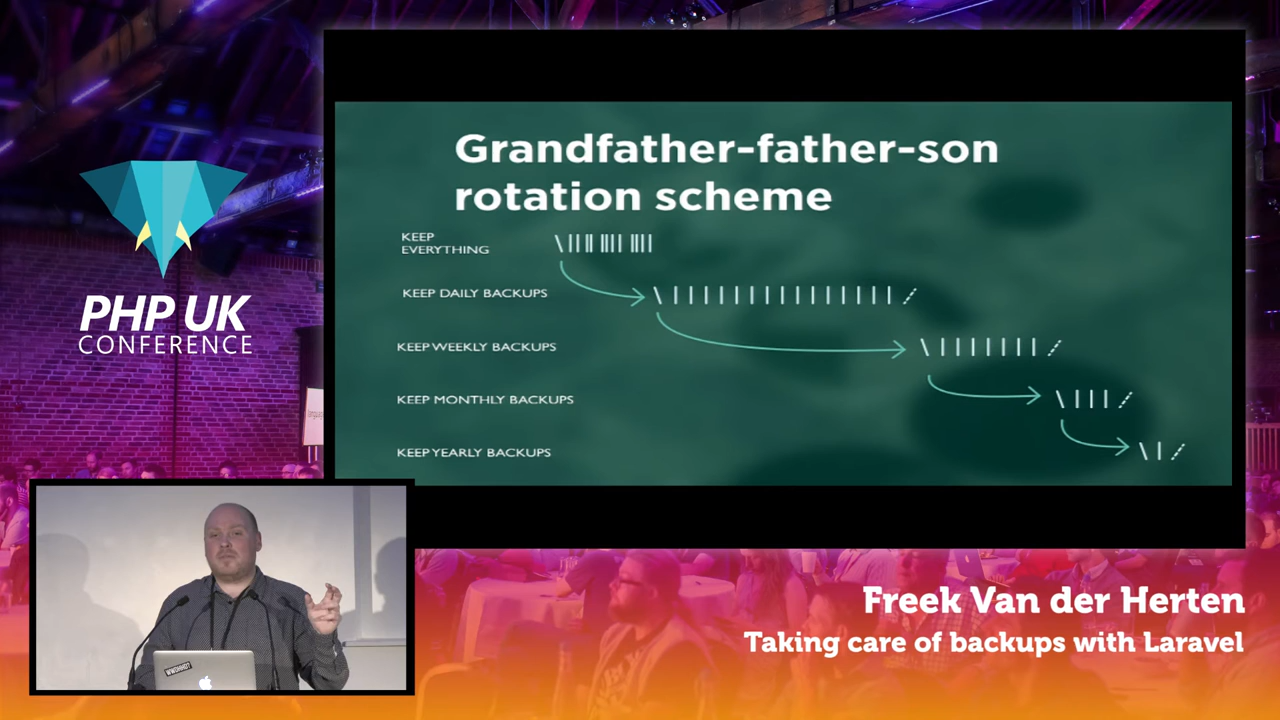 Grandfather-father-son
rotation scheme
KEEP
EVERYTHING
KEEP DAILY BACKUPS
KEEP WEEKLY BACKUPS
KEEP MONTHLY BACKUPS
KEEP YEARLY BACKUPS
PHP UK
CONFERENCE
Freek Van der Herten
Taking care of backups with Laravel